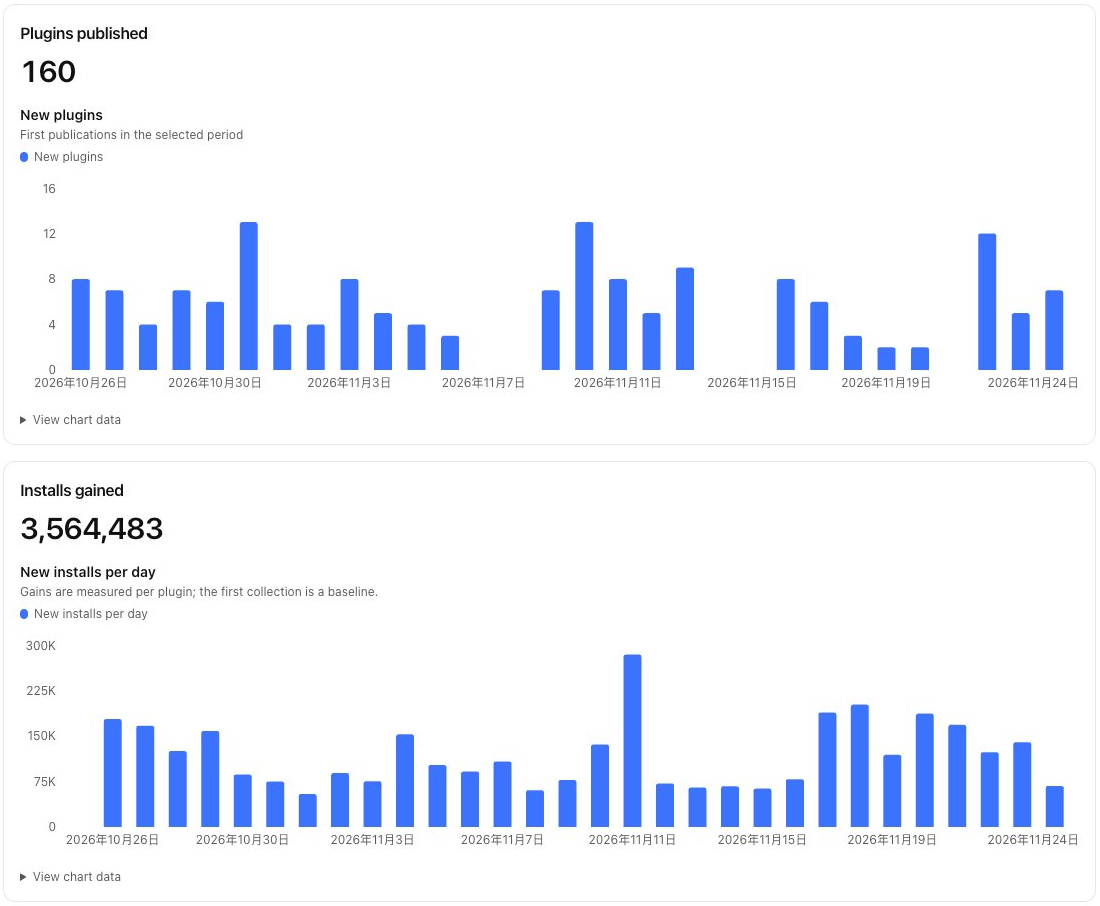 Plugins published
160
New plugins
First publications in the selected period
New plugins
16
12
8
4
0
2026年10月26日 2026年10月30日 2026年11月3日 2026年11月7日 2026年11月11日 2026年11月15日 2026年11月19日 2026年11月24日
View chart data
Installs gained
3,564,483
New installs per day
Gains are measured per plugin; the first collection is a baseline.
New installs per day
300K
225K
150K
75K
0
2026年10月26日 2026年10月30日 2026年11月3日 2026年11月7日 2026年11月11日 2026年11月15日 2026年11月19日 2026年11月24日
View chart data